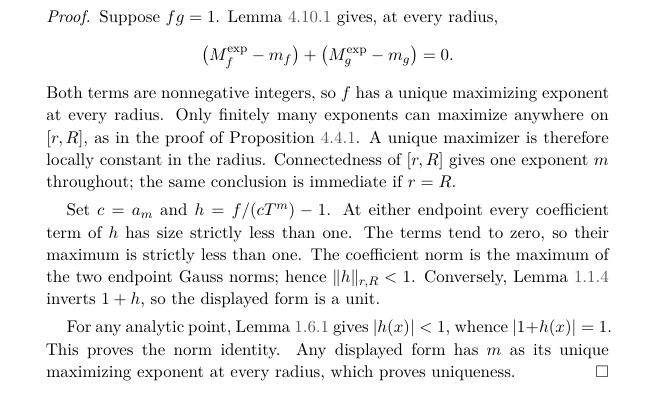 Proof. Suppose fg = 1. Lemma 4.10.1 gives, at every radius,
(M_f^exp − m_f) + (M_g^exp − m_g) = 0.
Both terms are nonnegative integers, so f has a unique maximizing exponent
at every radius. Only finitely many exponents can maximize anywhere on
[r, R], as in the proof of Proposition 4.4.1. A unique maximizer is therefore
locally constant in the radius. Connectedness of [r, R] gives one exponent m
throughout; the same conclusion is immediate if r = R.
Set c = a_m and h = f/(cT^m) − 1. At either endpoint every coefficient
term of h has size strictly less than one. The terms tend to zero, so their
maximum is strictly less than one. The coefficient norm is the maximum of
the two endpoint Gauss norms; hence ‖h‖_{r,R} < 1. Conversely, Lemma 1.1.4
inverts 1 + h, so the displayed form is a unit.
For any analytic point, Lemma 1.6.1 gives |h(x)| < 1, whence |1+h(x)| = 1.
This proves the norm identity. Any displayed form has m as its unique
maximizing exponent at every radius, which proves uniqueness. □